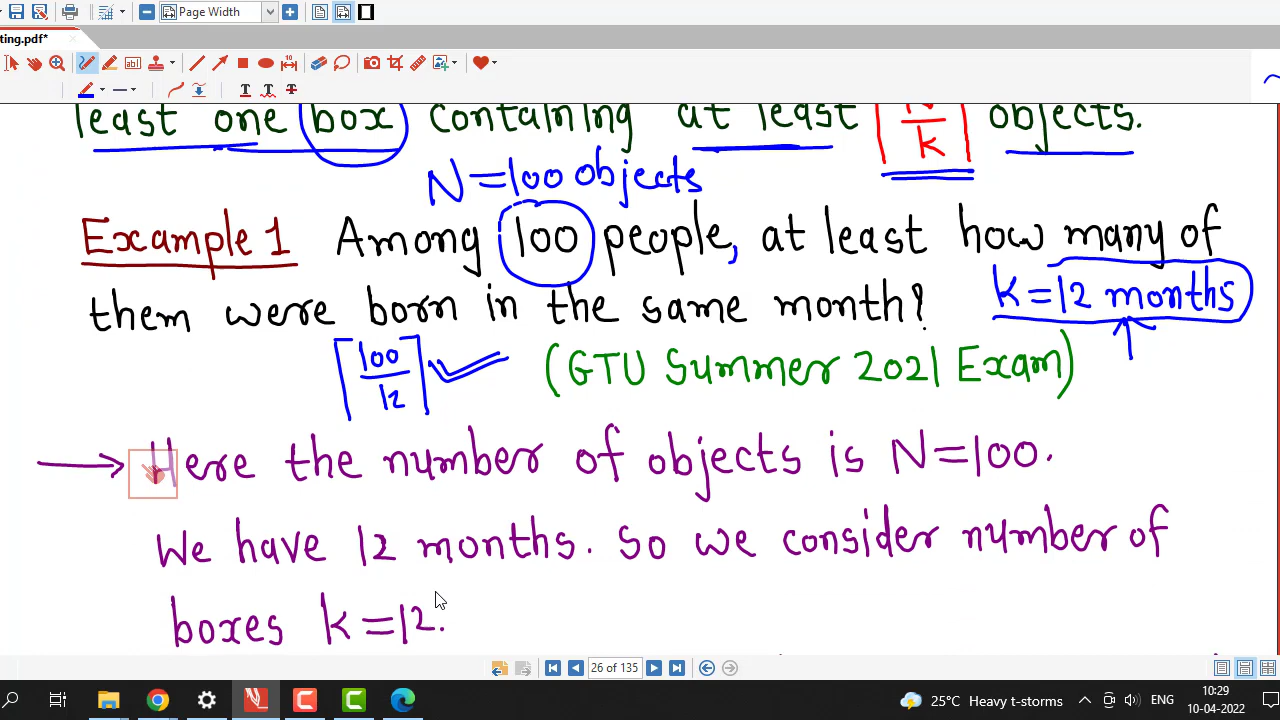 Page Width
ting.pdf*
least one box containing at least ⌈N/k⌉ objects.
N=100 objects
Example 1 Among 100 people, at least how many of
k=12 months
them were born in the same month?
⌈100/12⌉
(GTU Summer 2021 Exam)
→ Here the number of objects is N=100.
We have 12 months. So we consider number of
boxes k=12.
26 of 135
25°C Heavy t-storms ENG 10:29
10-04-2022